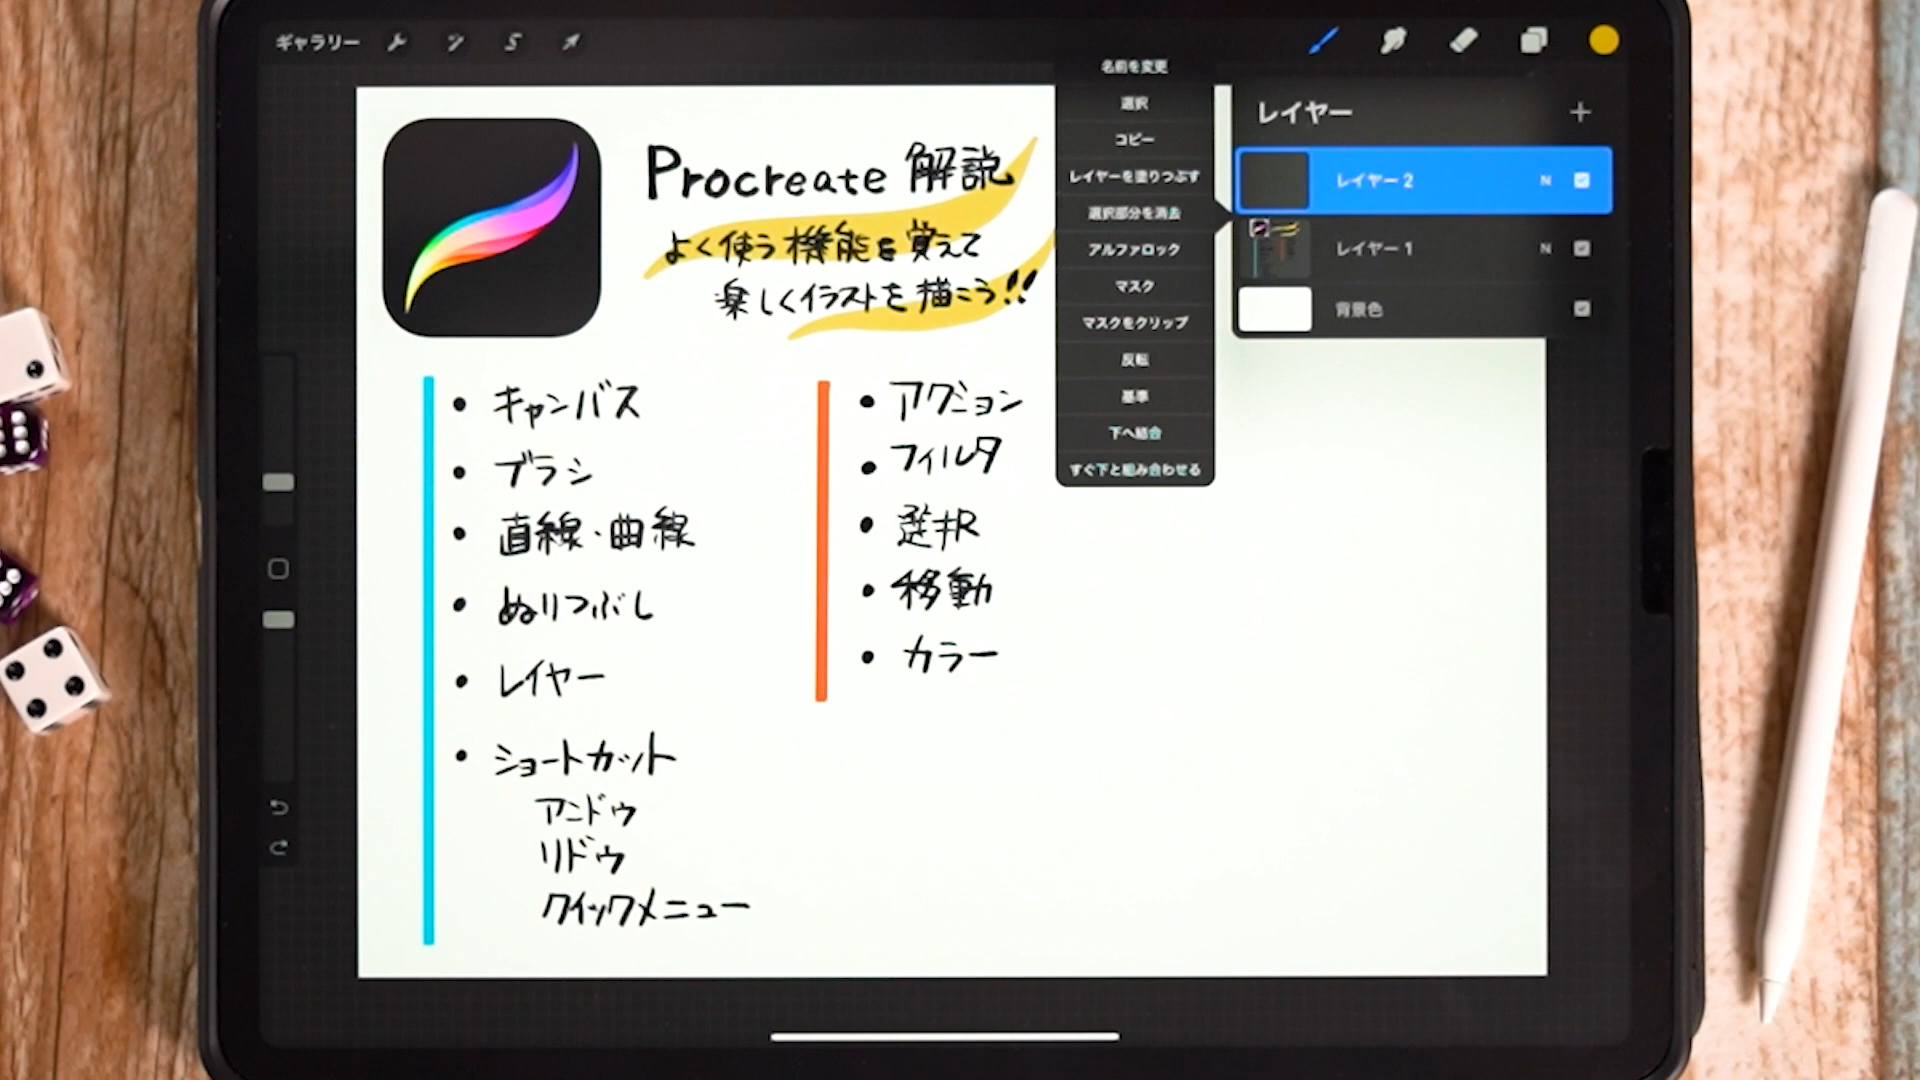 ギャラリー
名前を変更
選択
コピー
レイヤーを塗りつぶす
選択部分を消去
アルファロック
マスク
マスクをクリップ
反転
基準
下へ結合
すぐ下と組み合わせる
レイヤー
レイヤー 2 N
レイヤー 1 N
背景色
Procreate 解説
よく使う機能を覚えて
楽しくイラストを描こう!!
・キャンバス
・ブラシ
・直線・曲線
・ぬりつぶし
・レイヤー
・ショートカット
アンドゥ
リドゥ
クイックメニュー
・アクション
・フィルタ
・選択
・移動
・カラー